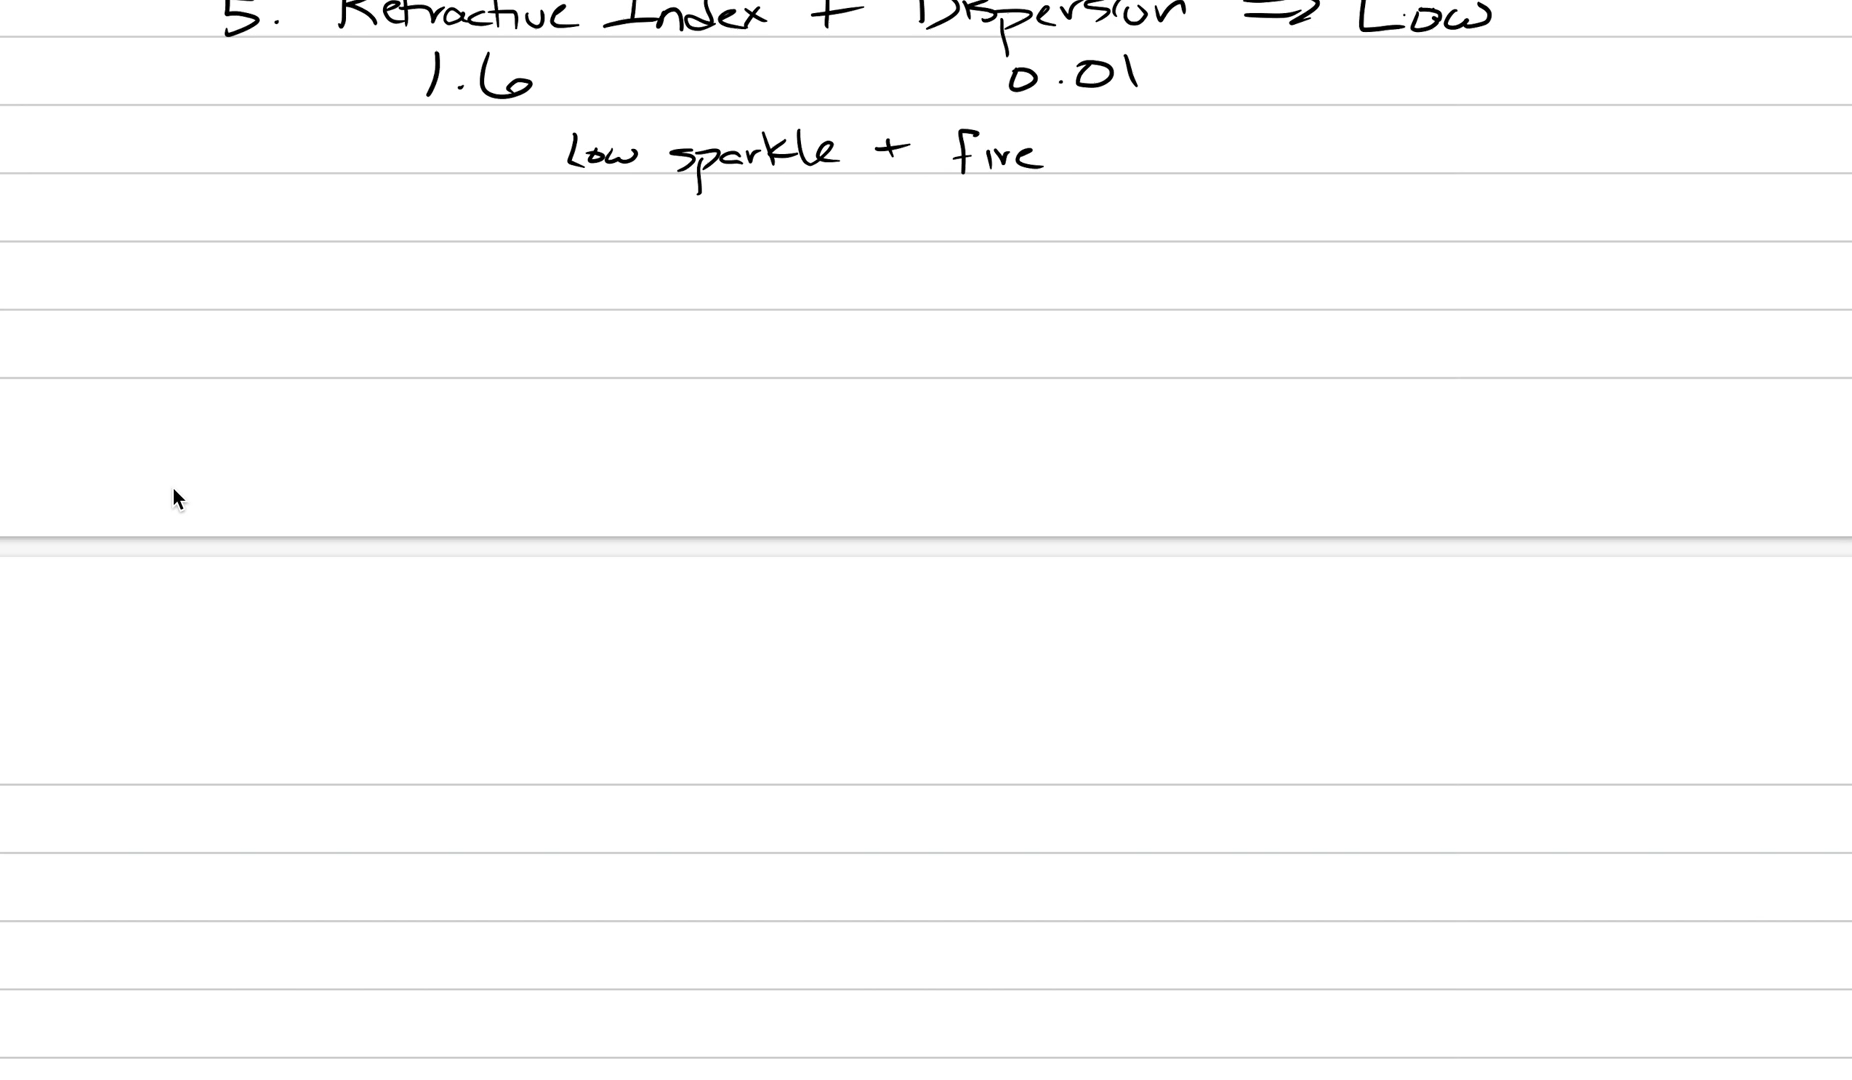 5. Refractive Index + Dispersion ⇒ Low
1.6 0.01
Low sparkle + fire